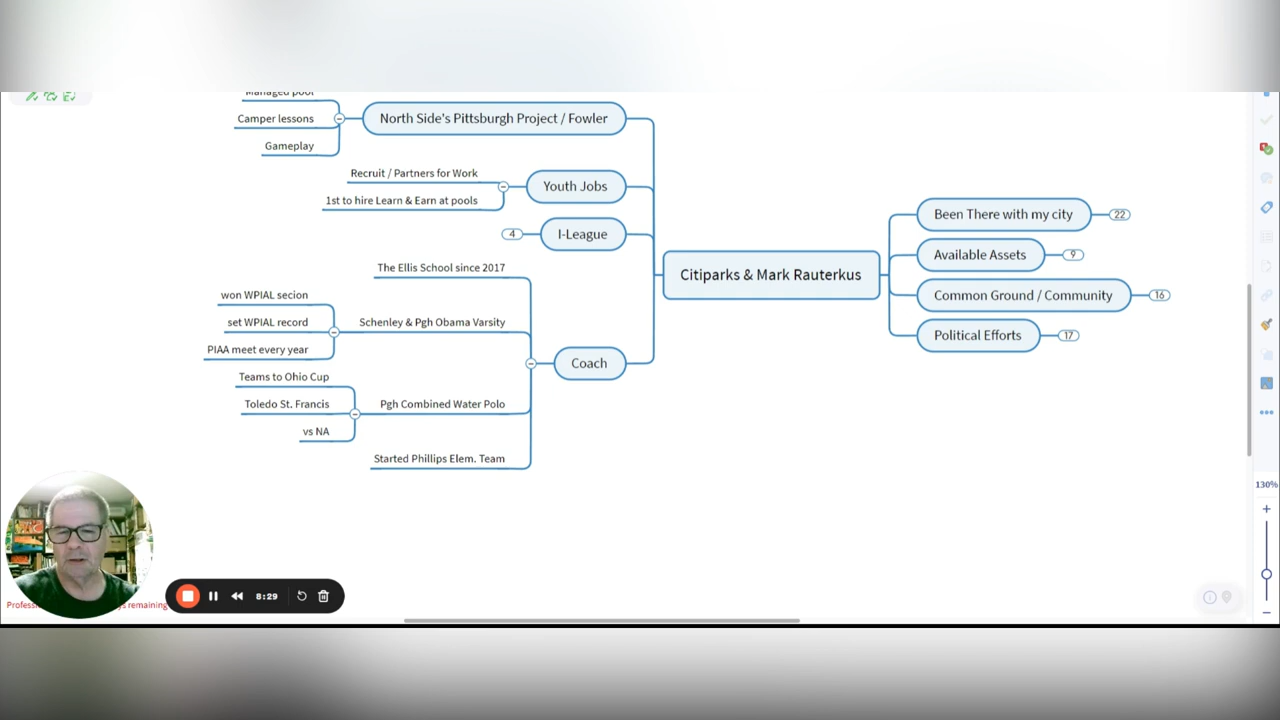 Managed pool
Camper lessons
Gameplay
North Side's Pittsburgh Project / Fowler
Recruit / Partners for Work
1st to hire Learn & Earn at pools
Youth Jobs
4
I-League
The Ellis School since 2017
won WPIAL secion
set WPIAL record
PIAA meet every year
Schenley & Pgh Obama Varsity
Teams to Ohio Cup
Toledo St. Francis
vs NA
Pgh Combined Water Polo
Started Phillips Elem. Team
Coach
Citiparks & Mark Rauterkus
Been There with my city
22
Available Assets
9
Common Ground / Community
16
Political Efforts
17
130%
8:29
remaining